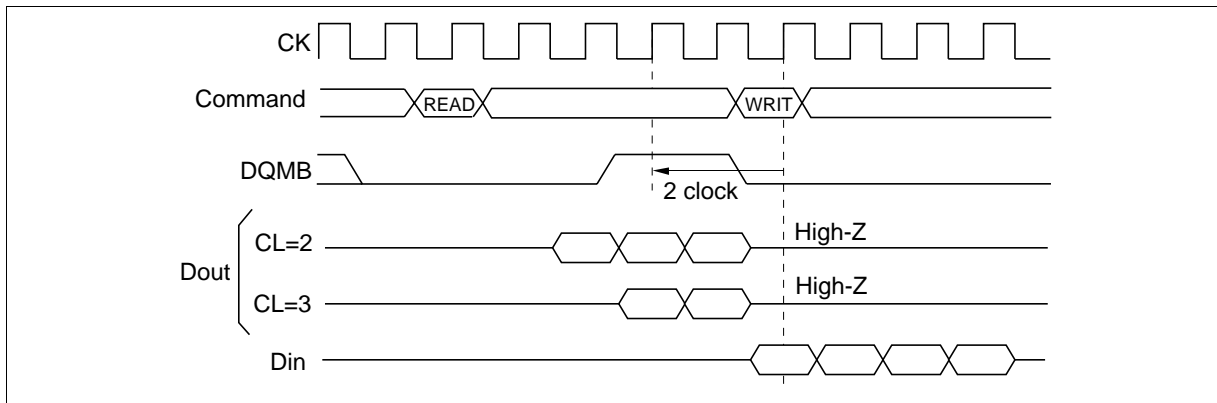 CK
Command READ WRIT
DQMB
2 clock
CL=2 High-Z
Dout
CL=3 High-Z
Din